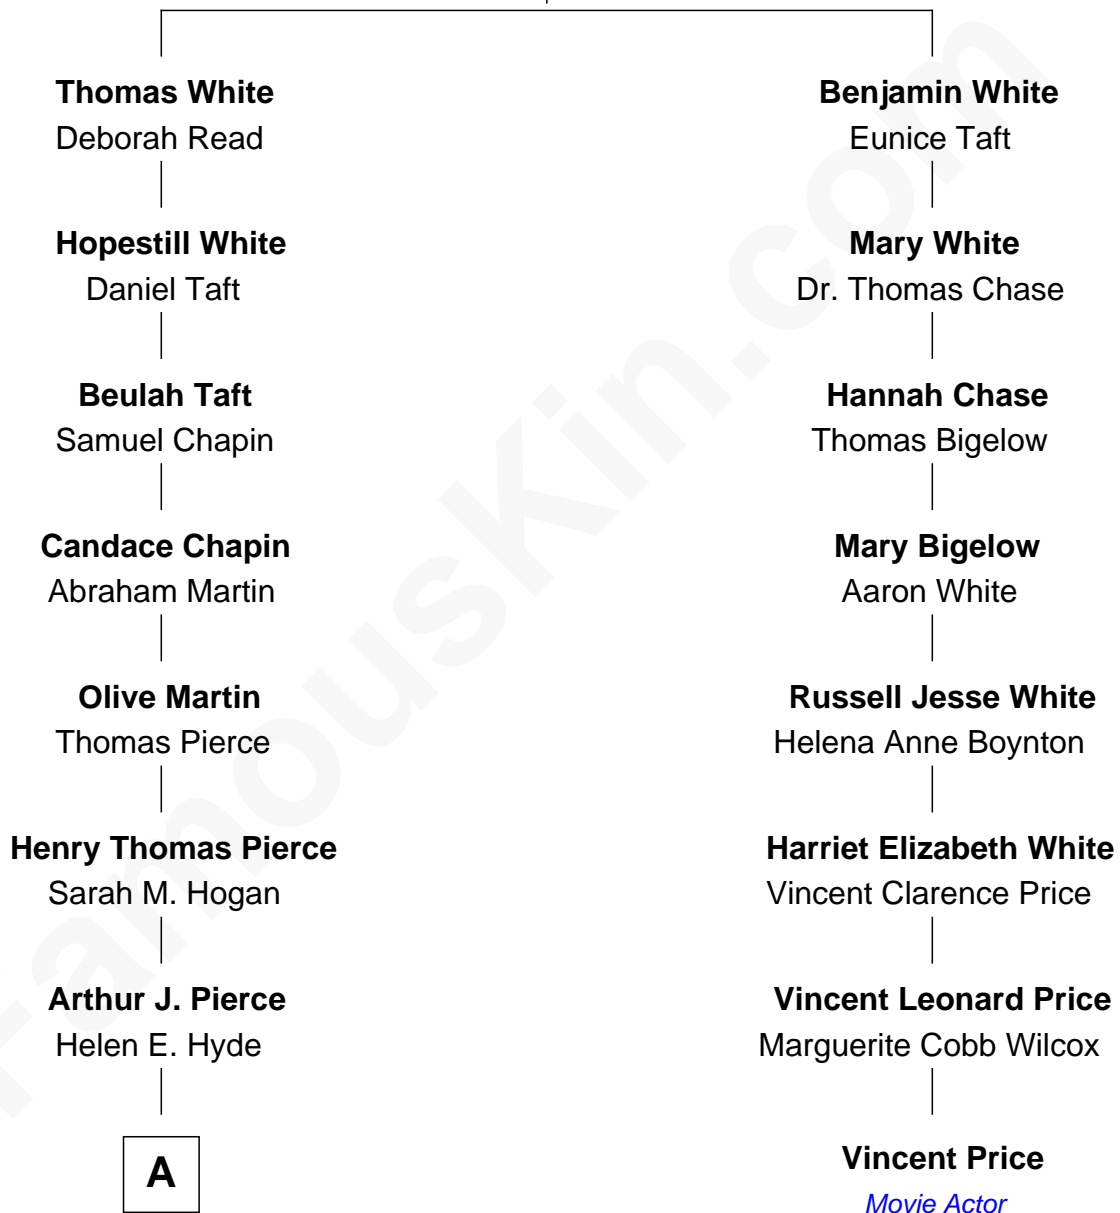 Thomas White
Deborah Read
Hopestill White
Daniel Taft
Beulah Taft
Samuel Chapin
Candace Chapin
Abraham Martin
Olive Martin
Thomas Pierce
Henry Thomas Pierce
Sarah M. Hogan
Arthur J. Pierce
Helen E. Hyde
A
Benjamin White
Eunice Taft
Mary White
Dr. Thomas Chase
Hannah Chase
Thomas Bigelow
Mary Bigelow
Aaron White
Russell Jesse White
Helena Anne Boynton
Harriet Elizabeth White
Vincent Clarence Price
Vincent Leonard Price
Marguerite Cobb Wilcox
Vincent Price
Movie Actor
FamousKin.com